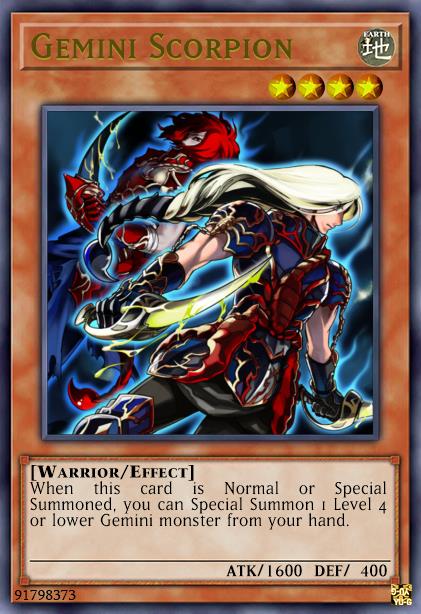 Gemini Scorpion
EARTH
地
[Warrior/Effect]
When this card is Normal or Special
Summoned, you can Special Summon 1 Level 4
or lower Gemini monster from your hand.
ATK/1600 DEF/ 400
91798373